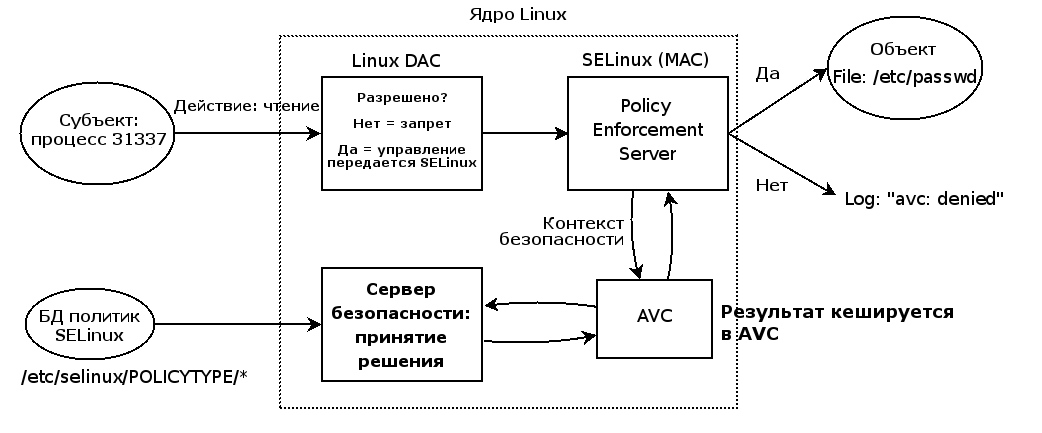 Ядро Linux
Linux DAC
SELinux (MAC)
Субъект:
процесс 31337
Действие: чтение
Разрешено?
Нет = запрет
Да = управление
передается SELinux
Policy
Enforcement
Server
Да
Объект
File: /etc/passwd
Нет
Log: "avc: denied"
Контекст
безопасности
БД политик
SELinux
/etc/selinux/POLICYTYPE/*
Сервер
безопасности:
принятие
решения
AVC
Результат кешируется
в AVC